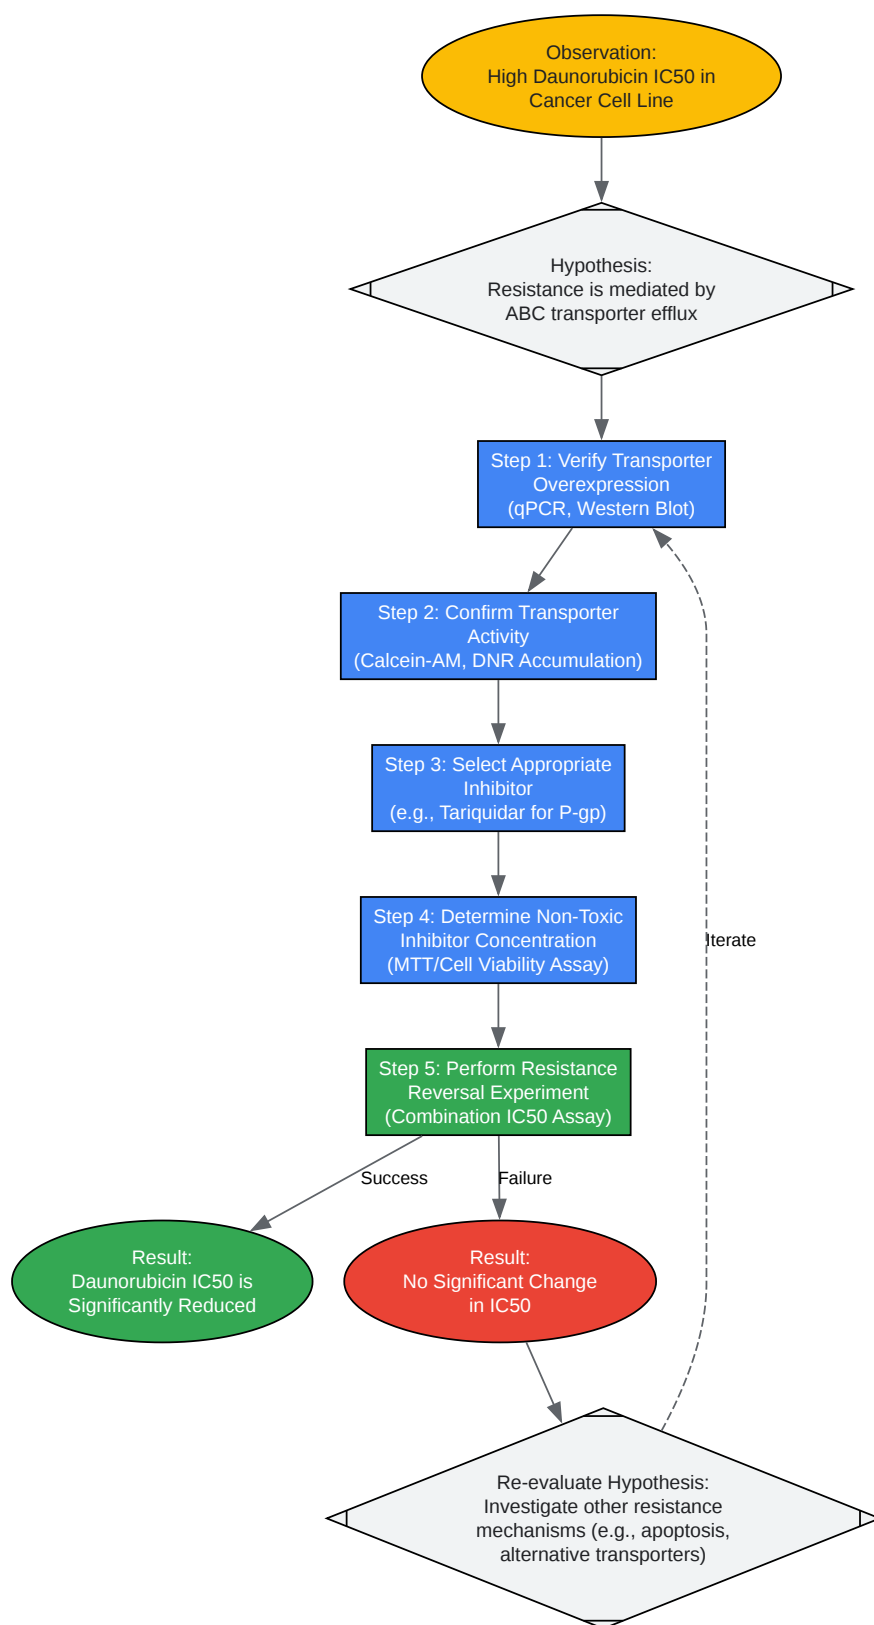 Observation:
High Daunorubicin IC50 in
Cancer Cell Line
Hypothesis:
Resistance is mediated by
ABC transporter efflux
Step 1: Verify Transporter
Overexpression
(qPCR, Western Blot)
Step 2: Confirm Transporter
Activity
(Calcein-AM, DNR Accumulation)
Step 3: Select Appropriate
Inhibitor
(e.g., Tariquidar for P-gp)
Step 4: Determine Non-Toxic
Inhibitor Concentration
(MTT/Cell Viability Assay)
Iterate
Step 5: Perform Resistance
Reversal Experiment
(Combination IC50 Assay)
Success
Failure
Result:
Daunorubicin IC50 is
Significantly Reduced
Result:
No Significant Change
in IC50
Re-evaluate Hypothesis:
Investigate other resistance
mechanisms (e.g., apoptosis,
alternative transporters)